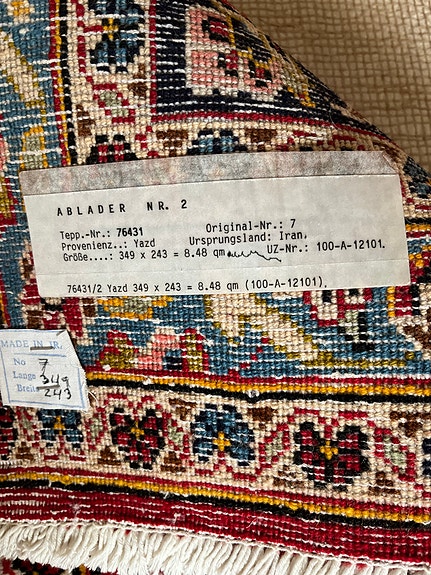 ABLADER NR. 2
Tepp.-Nr.: 76431 Original-Nr.: 7
Provenienz..: Yazd Ursprungsland: Iran.
Größe....: 349 x 243 = 8.48 qm UZ-Nr.: 100-A-12101.
76431/2 Yazd 349 x 243 = 8.48 qm (100-A-12101).
MADE IN IR.
No 7
Lange 349
Breit 243